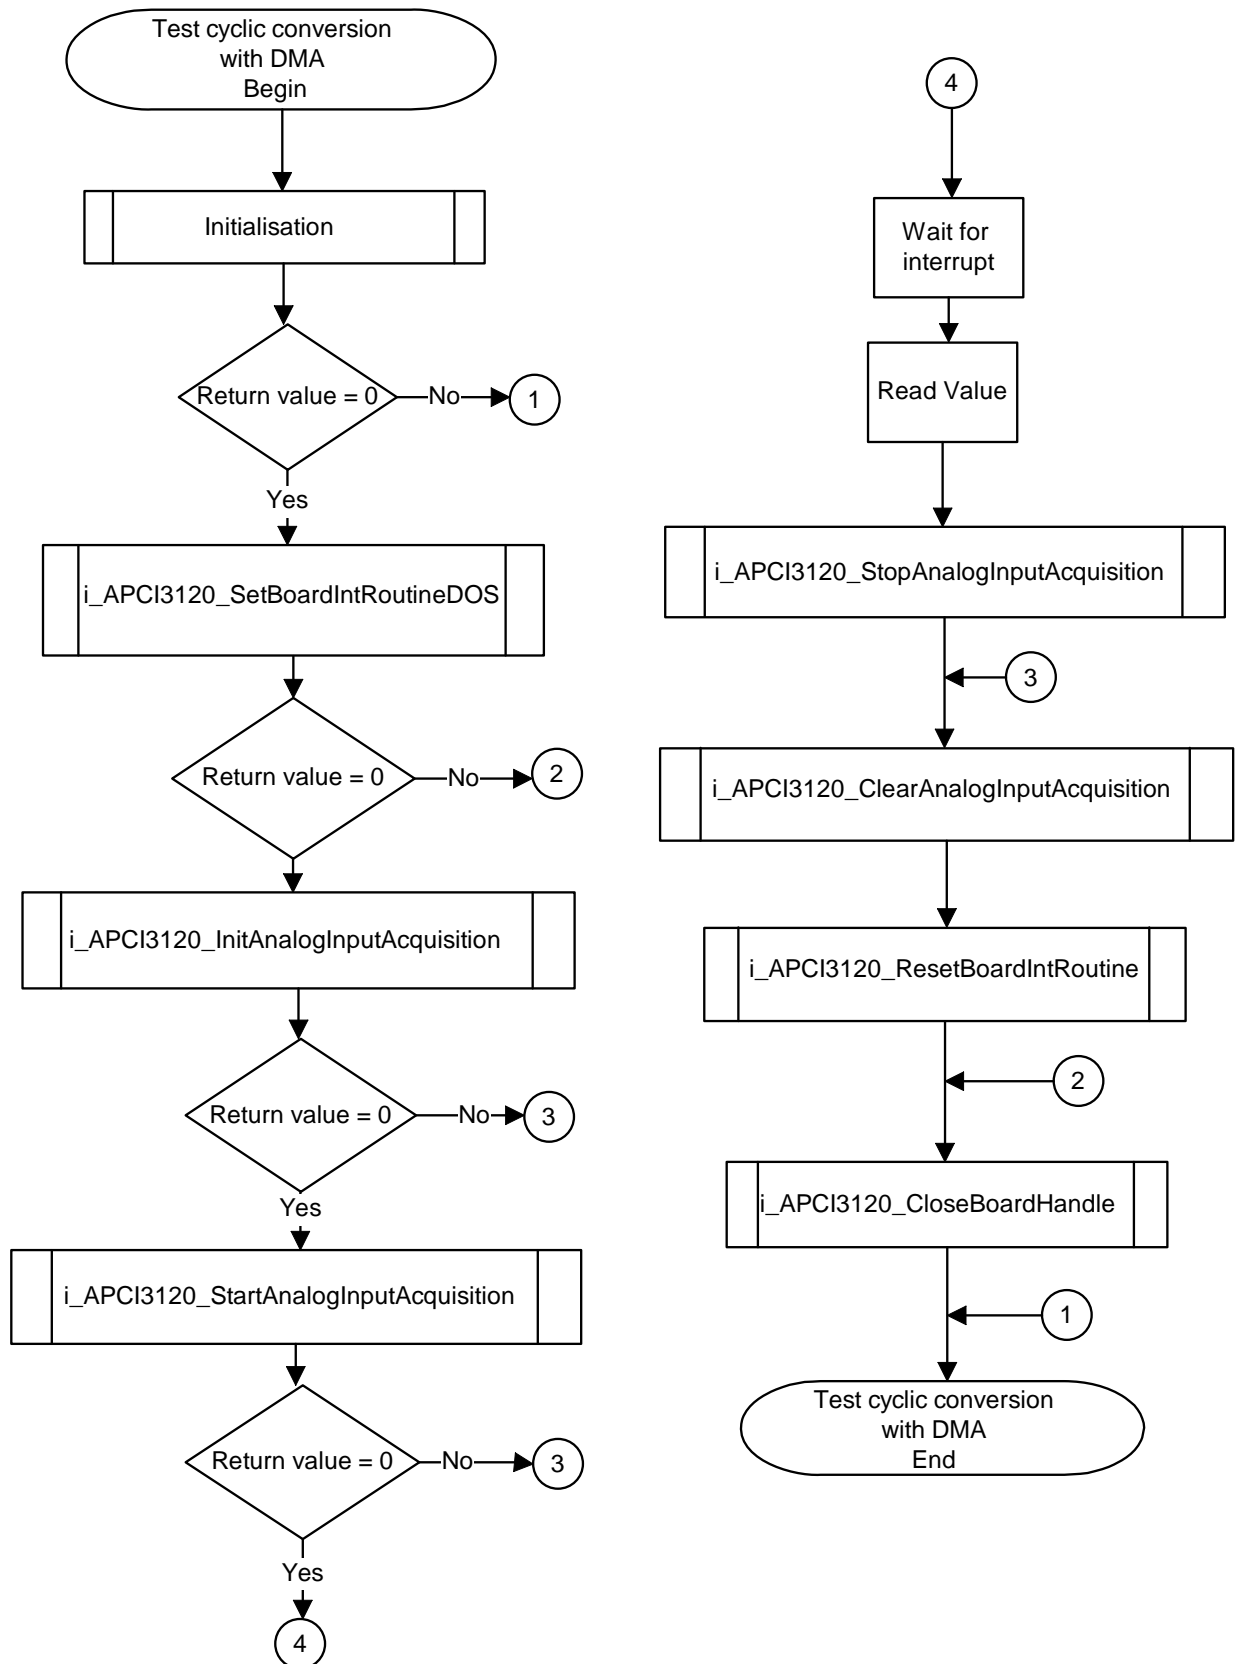 Test cyclic conversion
with DMA
Begin
Initialisation
Return value = 0
No
1
Yes
i_APCI3120_SetBoardIntRoutineDOS
Return value = 0
No
2
i_APCI3120_InitAnalogInputAcquisition
Return value = 0
No
3
Yes
i_APCI3120_StartAnalogInputAcquisition
Return value = 0
No
3
Yes
4
4
Wait for
interrupt
Read Value
i_APCI3120_StopAnalogInputAcquisition
3
i_APCI3120_ClearAnalogInputAcquisition
i_APCI3120_ResetBoardIntRoutine
2
i_APCI3120_CloseBoardHandle
1
Test cyclic conversion
with DMA
End